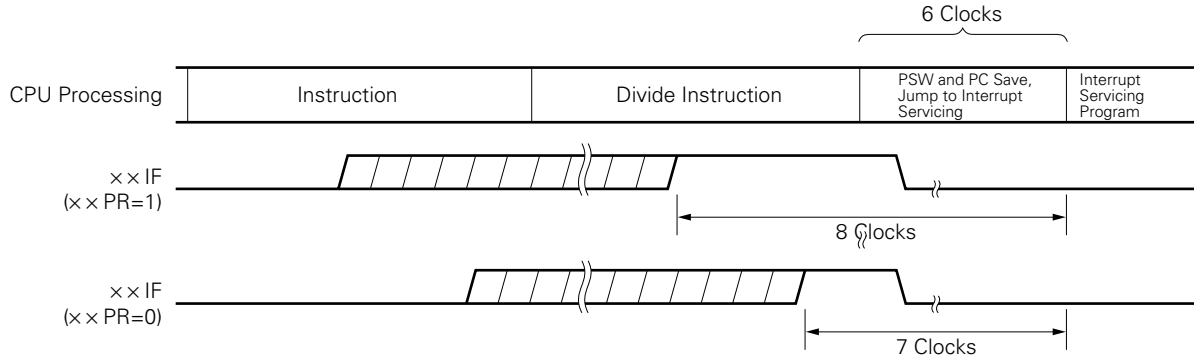 6 Clocks
CPU Processing
Instruction
Divide Instruction
PSW and PC Save,
Jump to Interrupt
Servicing
Interrupt
Servicing
Program
××IF
(××PR=1)
8 Clocks
××IF
(××PR=0)
7 Clocks